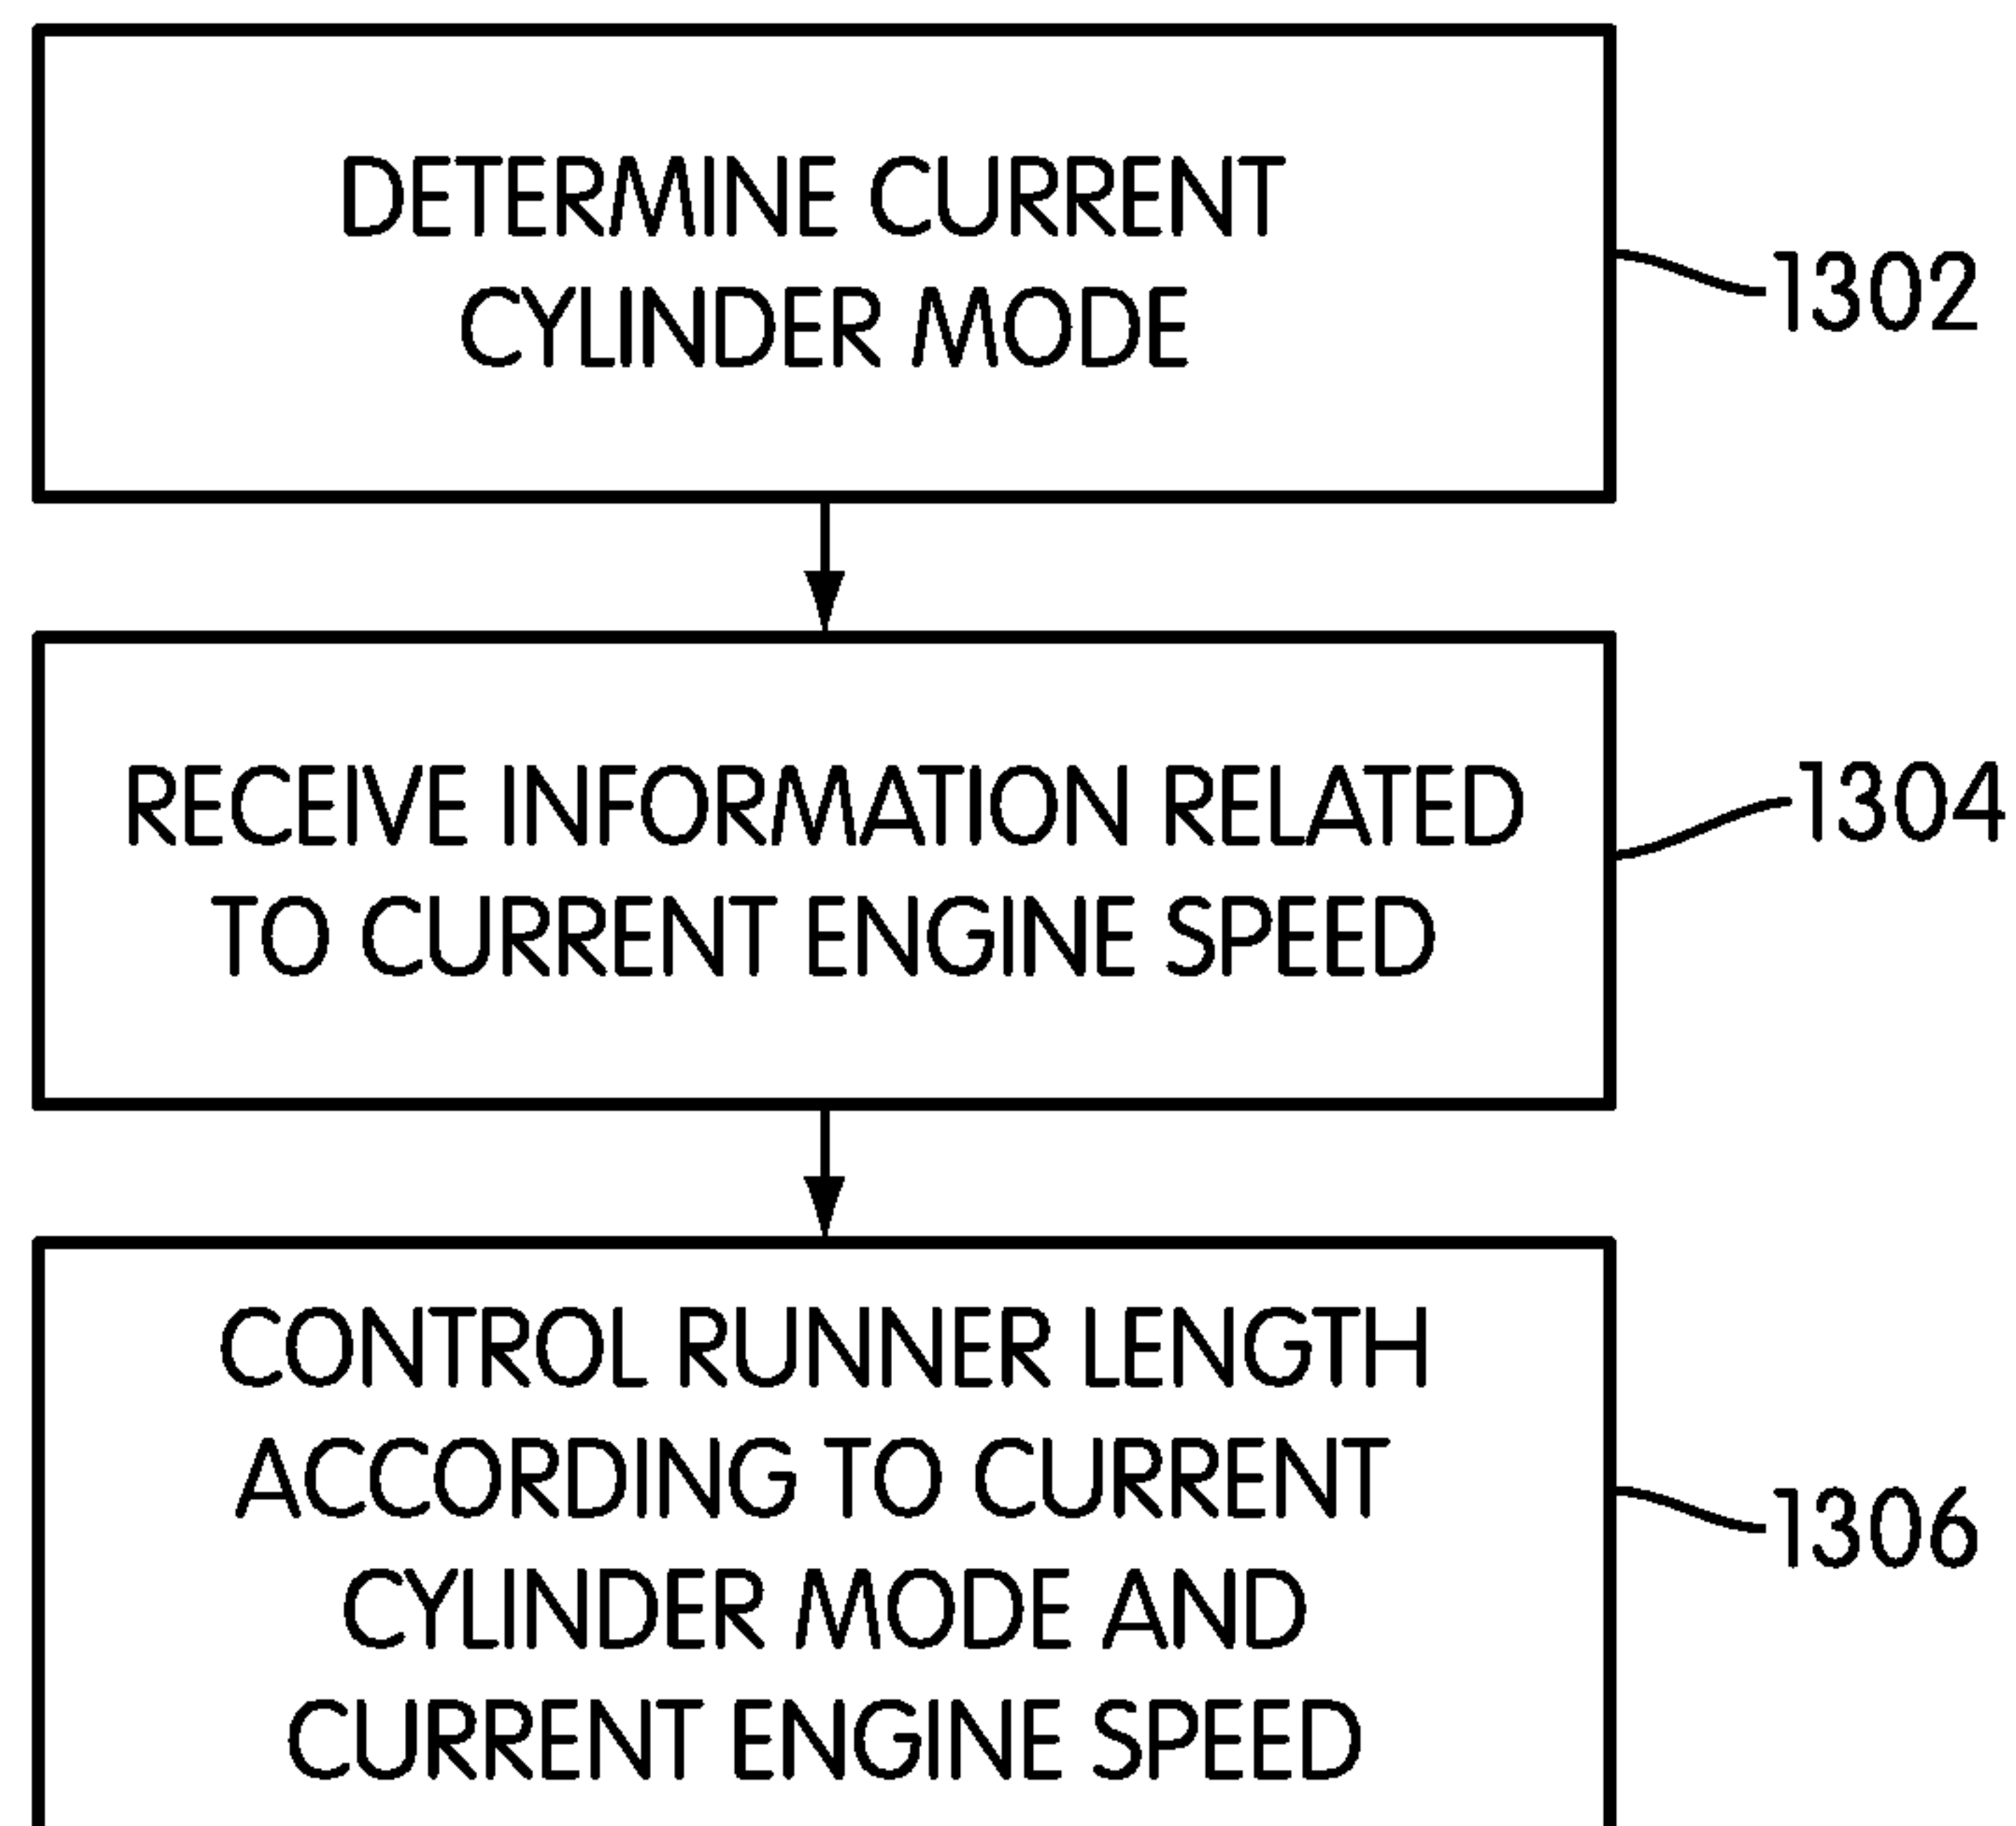 DETERMINE CURRENT
CYLINDER MODE
1302
RECEIVE INFORMATION RELATED
TO CURRENT ENGINE SPEED
1304
CONTROL RUNNER LENGTH
ACCORDING TO CURRENT
CYLINDER MODE AND
CURRENT ENGINE SPEED
1306